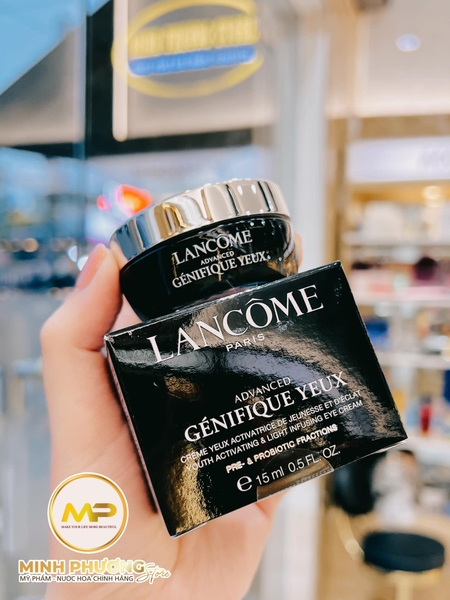 LANCÔME
ADVANCED
GÉNIFIQUE YEUX
LANCÔME
PARIS
ADVANCED
GÉNIFIQUE YEUX
CRÈME YEUX ACTIVATRICE DE JEUNESSE ET D'ÉCLAT
YOUTH ACTIVATING & LIGHT INFUSING EYE CREAM
PRE- & PROBIOTIC FRACTIONS
e 15 ml 0.5 FL. OZ.
MP
MAKE YOUR LIFE MORE BEAUTIFUL
MINH PHƯƠNG
Store
MỸ PHẨM - NƯỚC HOA CHÍNH HÃNG